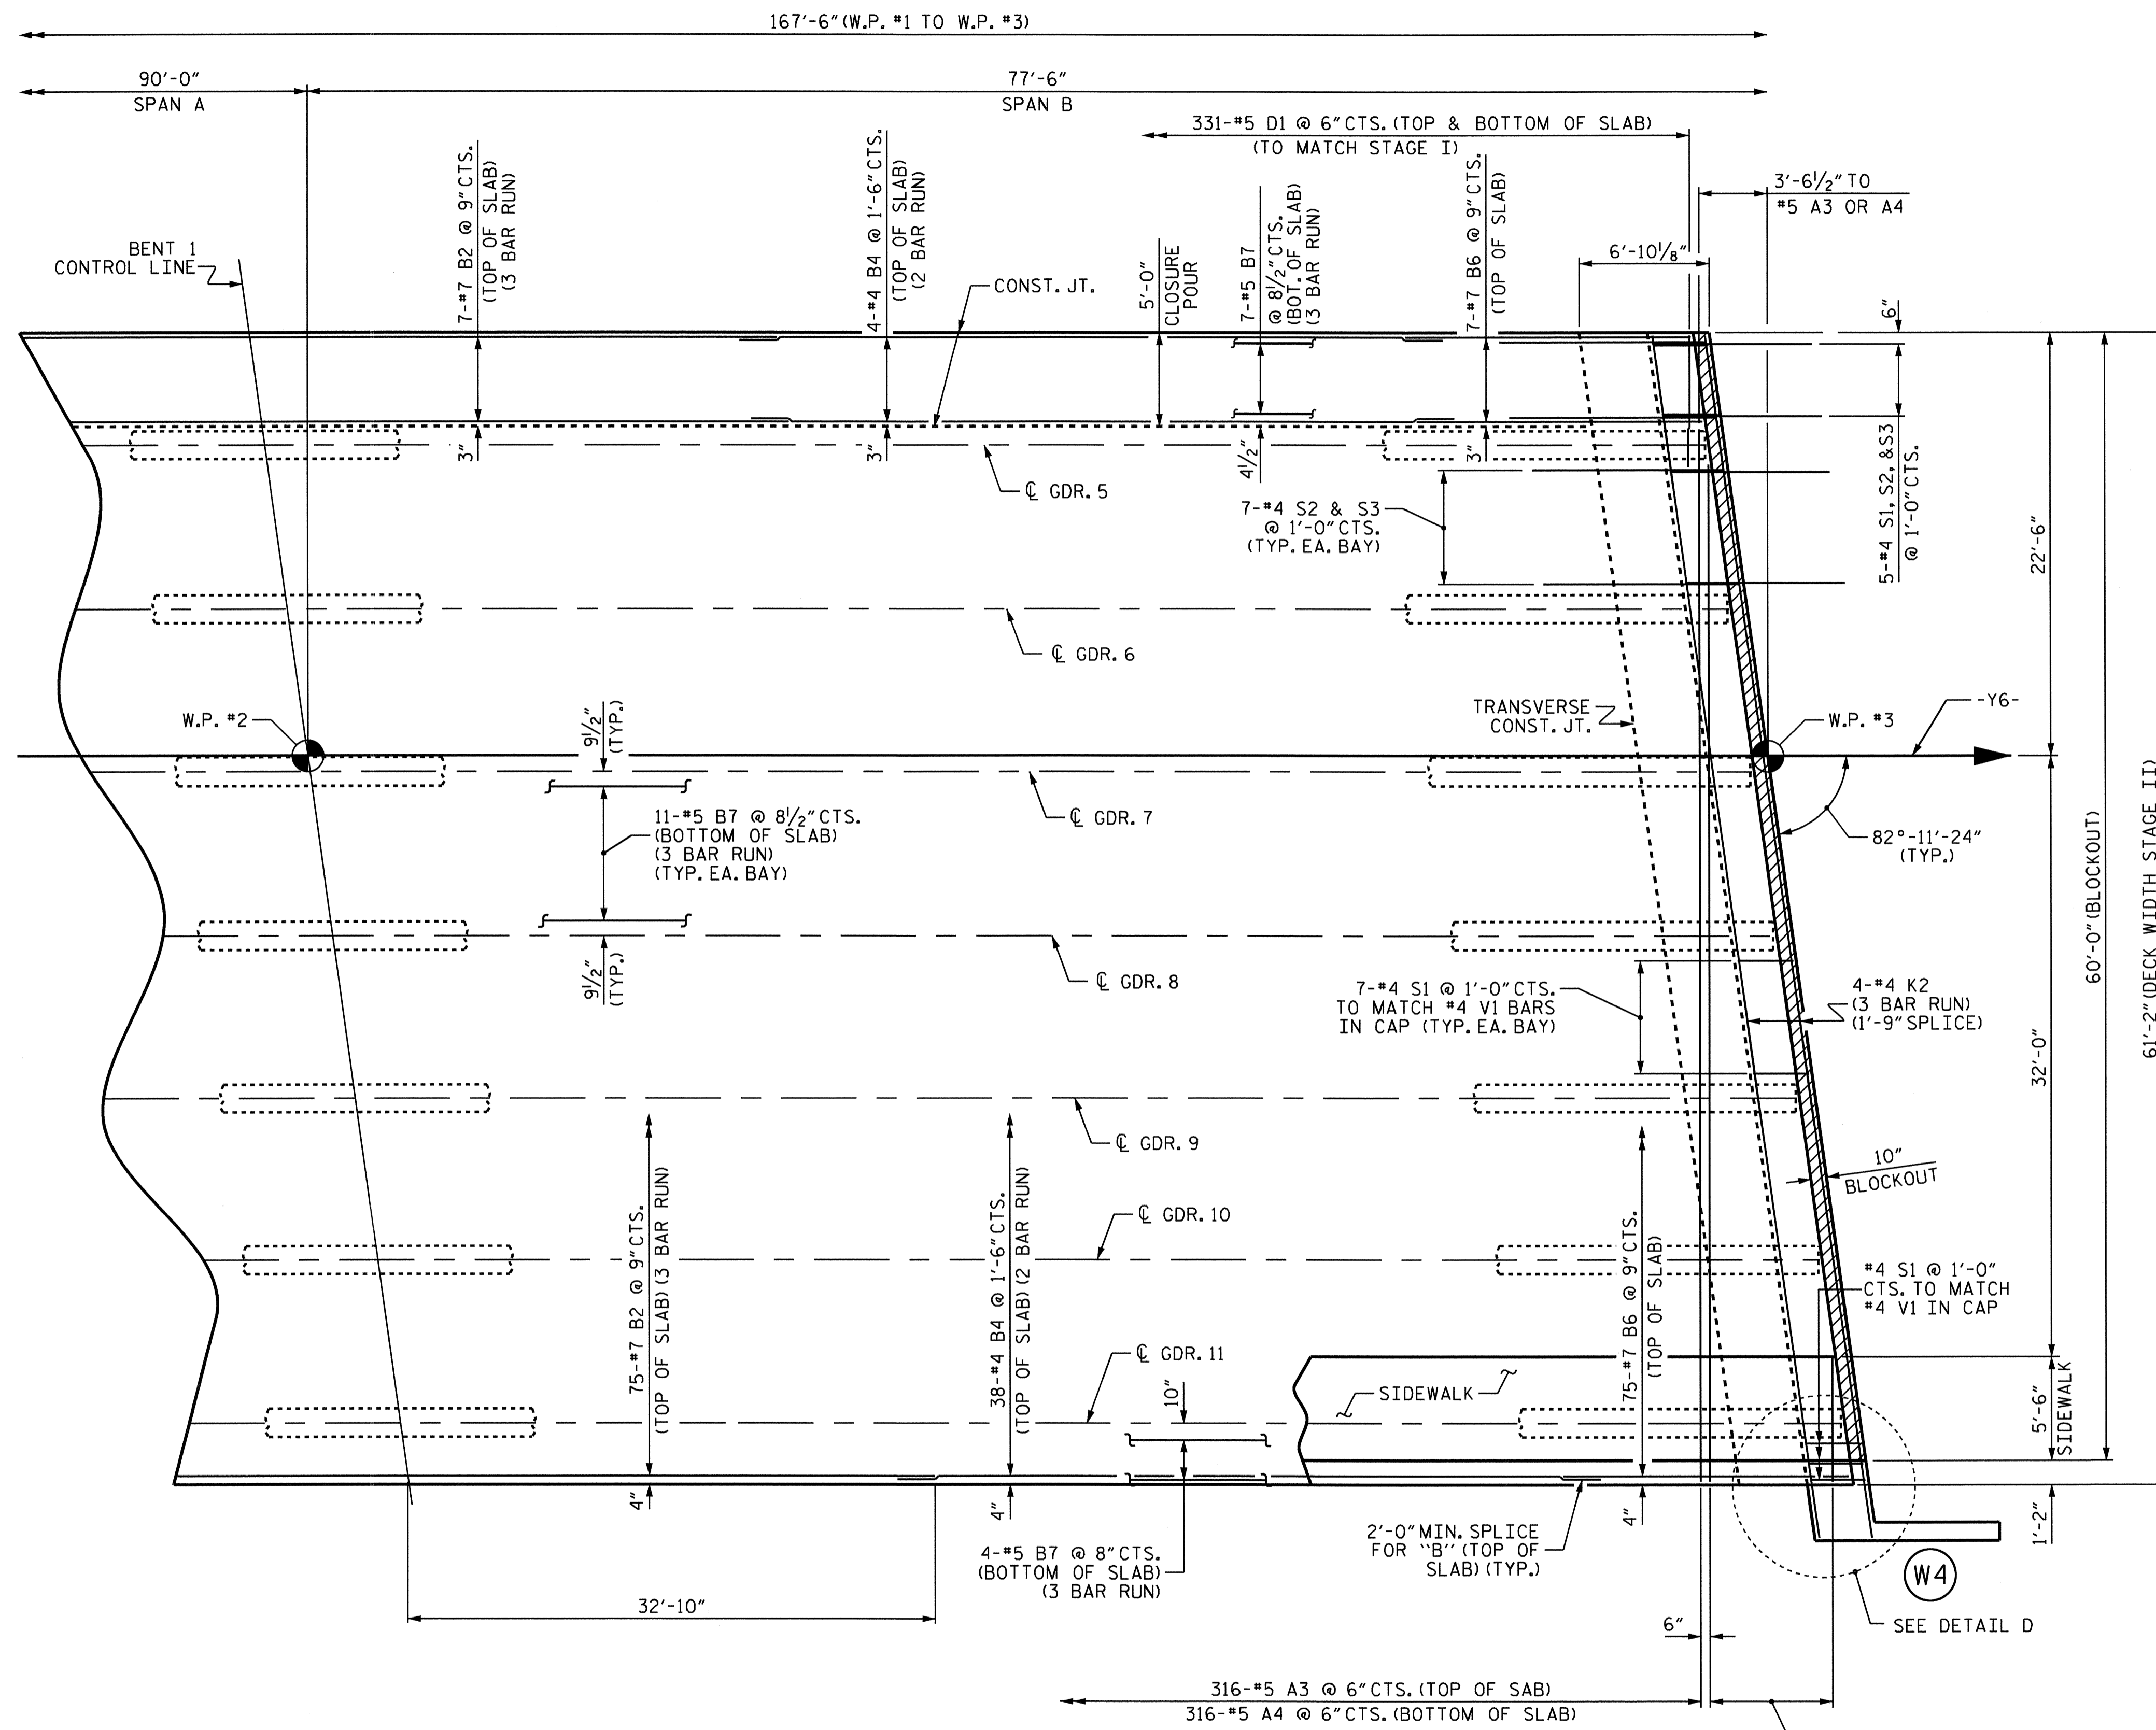 167'-6" (W.P. #1 TO W.P. #3)
90'-0"
SPAN A
77'-6"
SPAN B
331-#5 D1 @ 6" CTS. (TOP & BOTTOM OF SLAB)
(TO MATCH STAGE I)
3'-6 1/2" TO
#5 A3 OR A4
6'-10 1/8"
6"
BENT 1
CONTROL LINE
7-#7 B2 @ 9" CTS.
(TOP OF SLAB)
(3 BAR RUN)
3"
4-#4 B4 @ 1'-6" CTS.
(TOP OF SLAB)
(2 BAR RUN)
3"
CONST. JT.
5'-0"
CLOSURE
POUR
7-#5 B7
@ 8 1/2" CTS.
(BOT. OF SLAB)
(3 BAR RUN)
4 1/2"
7-#7 B6 @ 9" CTS.
(TOP OF SLAB)
3"
5-#4 S1, S2, & S3
@ 1'-0" CTS.
℄ GDR. 5
7-#4 S2 & S3
@ 1'-0" CTS.
(TYP. EA. BAY)
22'-6"
℄ GDR. 6
W.P. #2
9 1/2"
(TYP.)
TRANSVERSE
CONST. JT.
-Y6-
W.P. #3
11-#5 B7 @ 8 1/2" CTS.
(BOTTOM OF SLAB)
(3 BAR RUN)
(TYP. EA. BAY)
℄ GDR. 7
82°-11'-24"
(TYP.)
60'-0" (BLOCKOUT)
61'-2" (DECK WIDTH STAGE II)
9 1/2"
(TYP.)
℄ GDR. 8
7-#4 S1 @ 1'-0" CTS.
TO MATCH #4 V1 BARS
IN CAP (TYP. EA. BAY)
4-#4 K2
(3 BAR RUN)
(1'-9" SPLICE)
32'-0"
℄ GDR. 9
10"
BLOCKOUT
75-#7 B2 @ 9" CTS.
(TOP OF SLAB) (3 BAR RUN)
4"
38-#4 B4 @ 1'-6" CTS.
(TOP OF SLAB) (2 BAR RUN)
4"
℄ GDR. 10
75-#7 B6 @ 9" CTS.
(TOP OF SLAB)
4"
#4 S1 @ 1'-0"
CTS. TO MATCH
#4 V1 IN CAP
℄ GDR. 11
10"
SIDEWALK
5'-6"
SIDEWALK
1'-2"
4-#5 B7 @ 8" CTS.
(BOTTOM OF SLAB)
(3 BAR RUN)
2'-0" MIN. SPLICE
FOR "B" (TOP OF
SLAB) (TYP.)
W4
32'-10"
6"
SEE DETAIL D
316-#5 A3 @ 6" CTS. (TOP OF SAB)
316-#5 A4 @ 6" CTS. (BOTTOM OF SLAB)